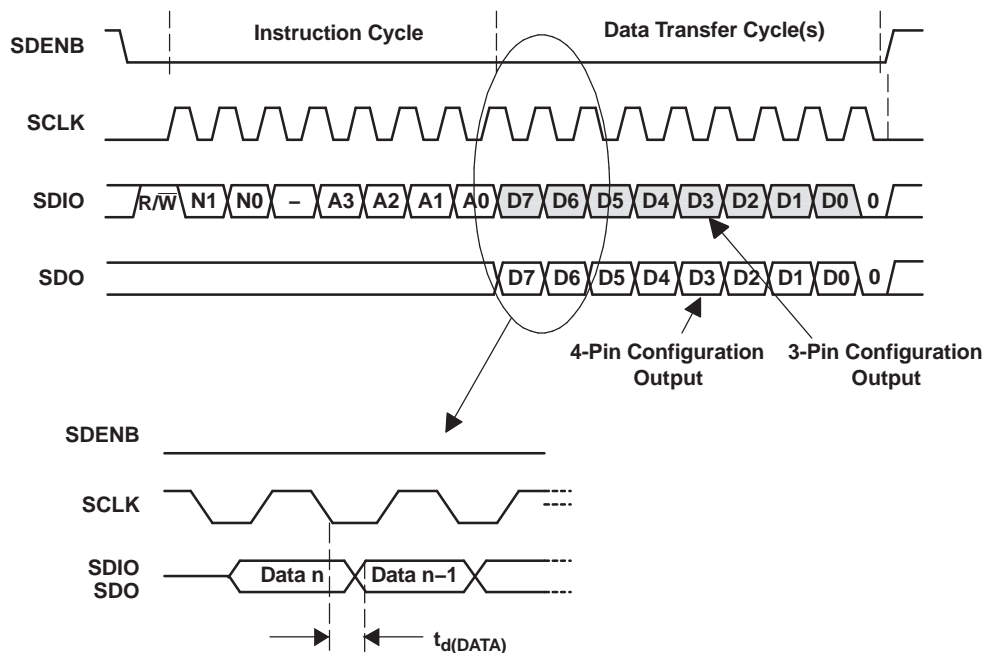 Instruction Cycle Data Transfer Cycle(s)
SDENB
SCLK
SDIO R/W̅ N1 N0 – A3 A2 A1 A0 D7 D6 D5 D4 D3 D2 D1 D0 0
SDO D7 D6 D5 D4 D3 D2 D1 D0 0
4-Pin Configuration
Output
3-Pin Configuration
Output
SDENB
SCLK
SDIO
SDO
Data n Data n–1
td(DATA)